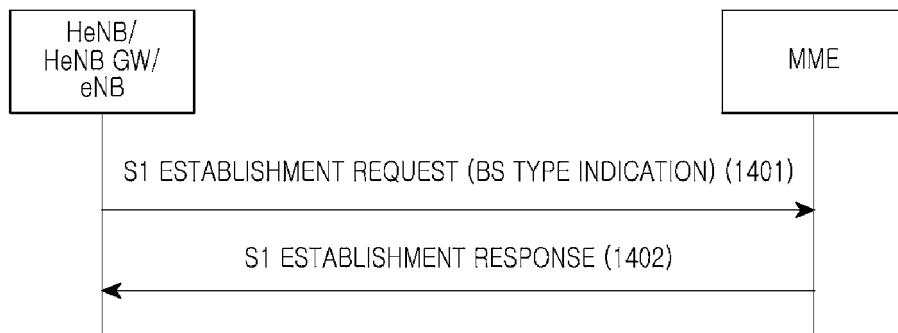 HeNB/
HeNB GW/
eNB
MME
S1 ESTABLISHMENT REQUEST (BS TYPE INDICATION) (1401)
S1 ESTABLISHMENT RESPONSE (1402)